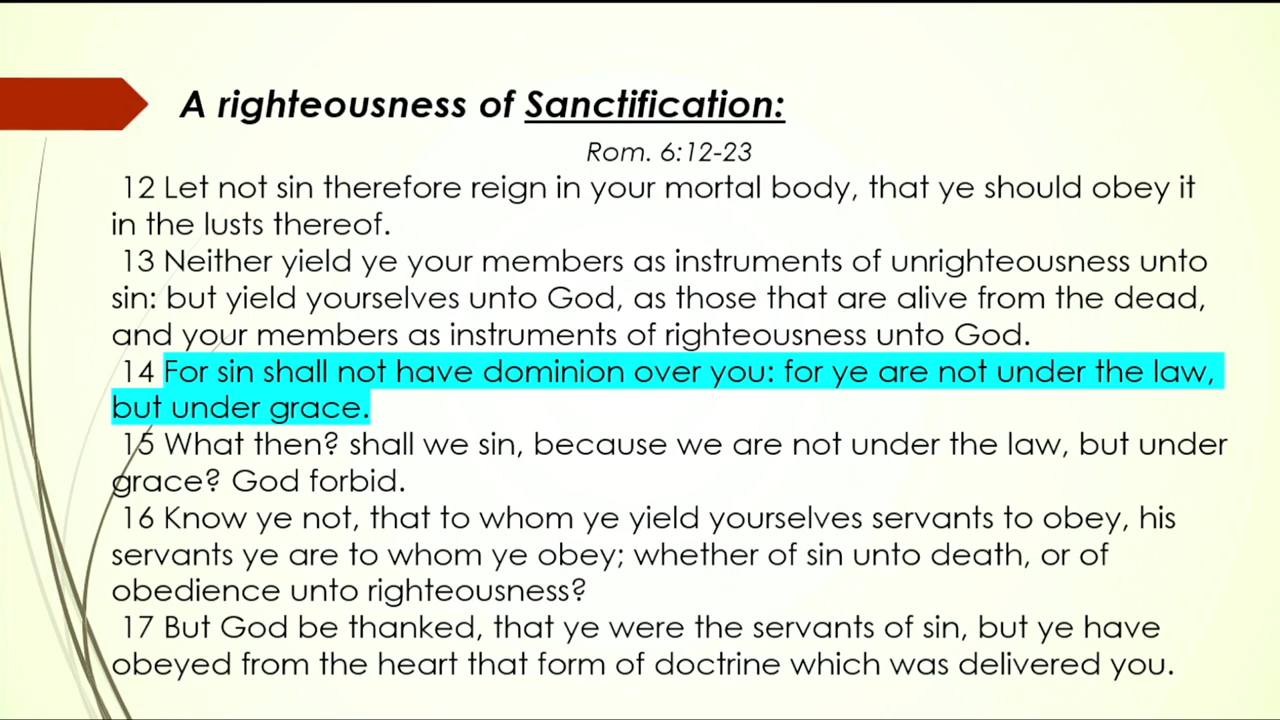 A righteousness of Sanctification:
Rom. 6:12-23
12 Let not sin therefore reign in your mortal body, that ye should obey it
in the lusts thereof.
13 Neither yield ye your members as instruments of unrighteousness unto
sin: but yield yourselves unto God, as those that are alive from the dead,
and your members as instruments of righteousness unto God.
14 For sin shall not have dominion over you: for ye are not under the law,
but under grace.
15 What then? shall we sin, because we are not under the law, but under
grace? God forbid.
16 Know ye not, that to whom ye yield yourselves servants to obey, his
servants ye are to whom ye obey; whether of sin unto death, or of
obedience unto righteousness?
17 But God be thanked, that ye were the servants of sin, but ye have
obeyed from the heart that form of doctrine which was delivered you.